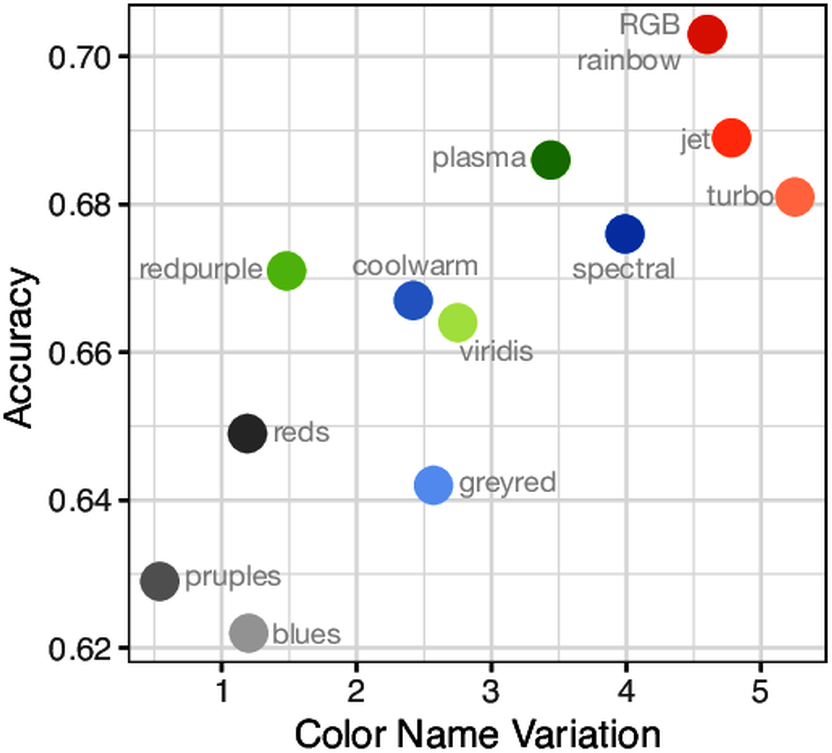 RGB
rainbow
0.70
jet
plasma
turbo
0.68
spectral
redpurple
coolwarm
0.66
viridis
Accuracy
reds
greyred
0.64
pruples
blues
0.62
1 2 3 4 5
Color Name Variation